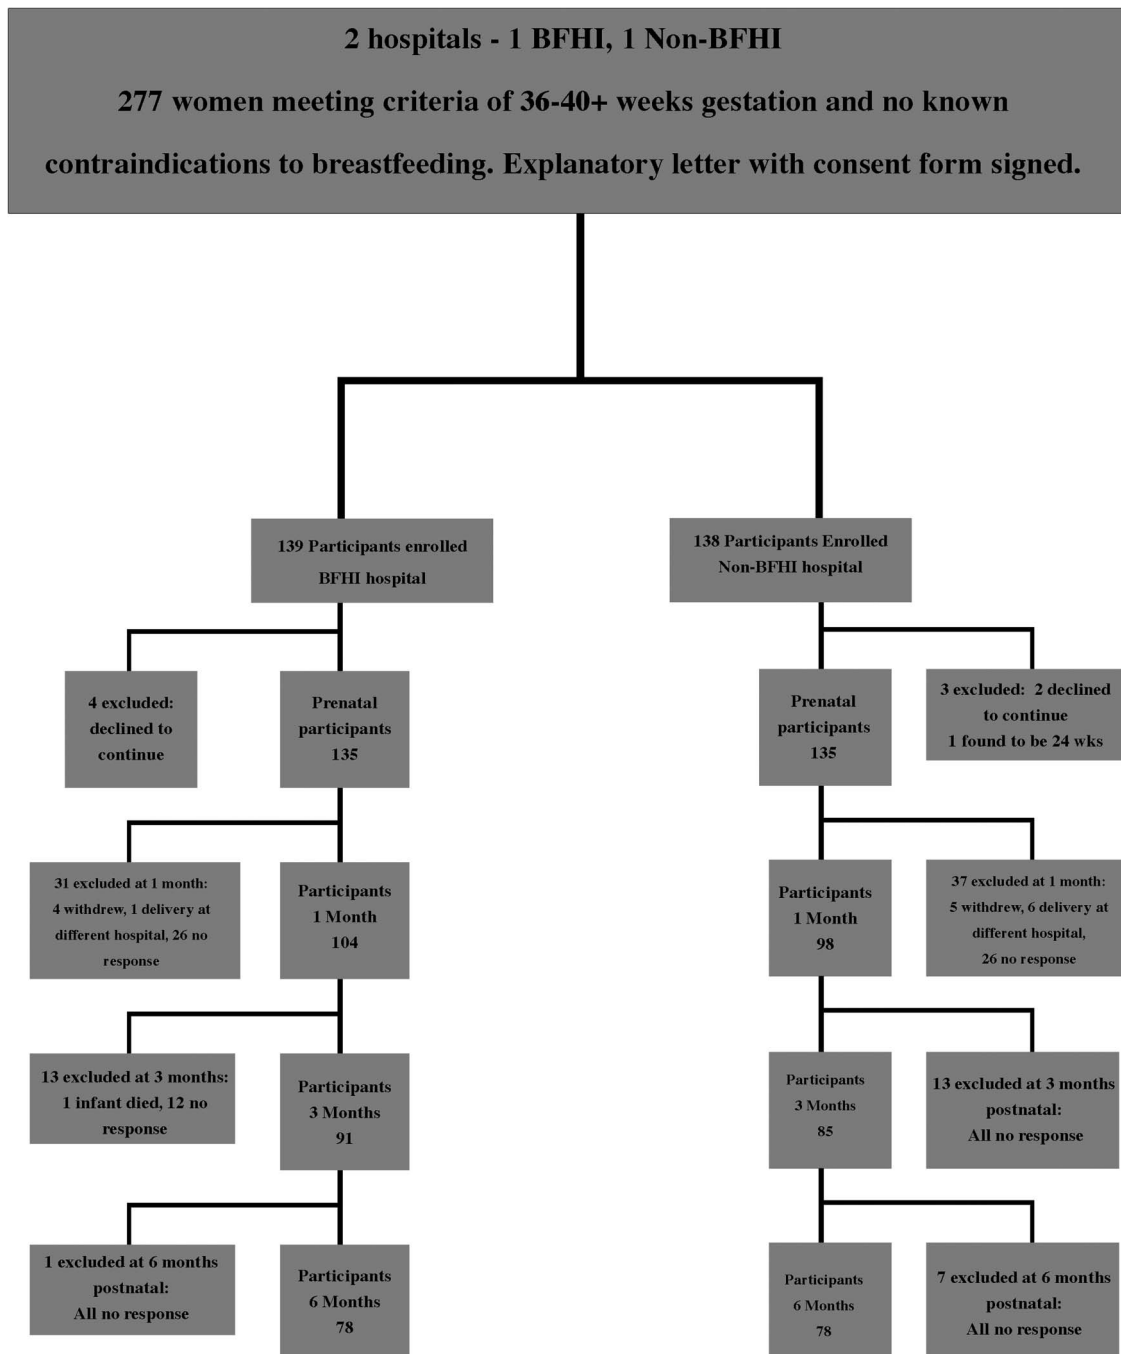 2 hospitals - 1 BFHI, 1 Non-BFHI
277 women meeting criteria of 36-40+ weeks gestation and no known
contraindications to breastfeeding. Explanatory letter with consent form signed.
139 Participants enrolled
BFHI hospital
138 Participants Enrolled
Non-BFHI hospital
4 excluded:
declined to
continue
Prenatal
participants
135
Prenatal
participants
135
3 excluded:  2 declined
to continue
1 found to be 24 wks
31 excluded at 1 month:
4 withdrew, 1 delivery at
different hospital, 26 no
response
Participants
1 Month
104
Participants
1 Month
98
37 excluded at 1 month:
5 withdrew, 6 delivery at
different hospital,
26 no response
13 excluded at 3 months:
1 infant died, 12 no
response
Participants
3 Months
91
Participants
3 Months
85
13 excluded at 3 months
postnatal:
All no response
1 excluded at 6 months
postnatal:
All no response
Participants
6 Months
78
Participants
6 Months
78
7 excluded at 6 months
postnatal:
All no response